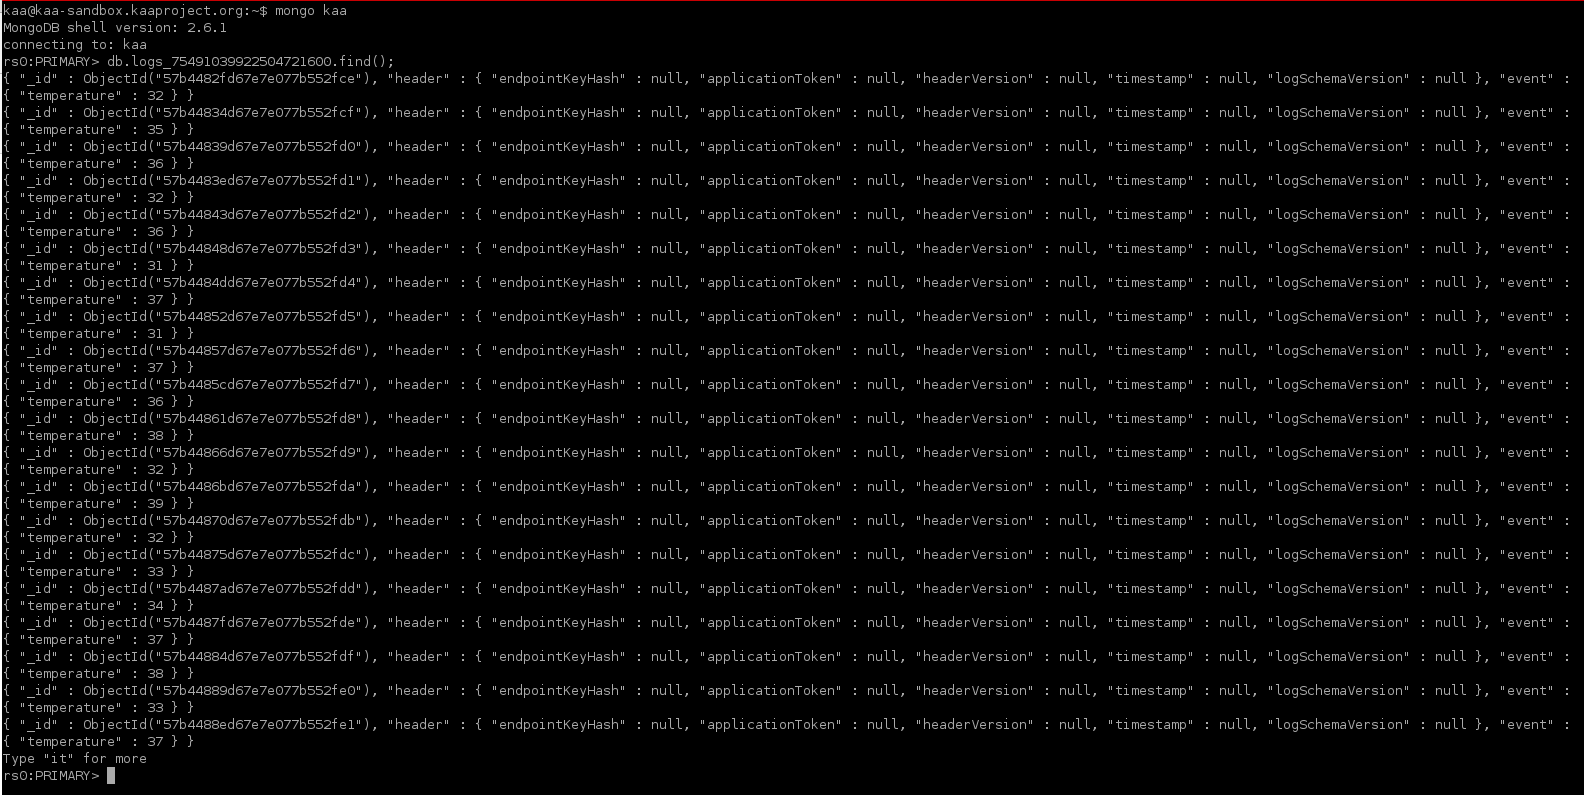 kaa@kaa-sandbox.kaaproject.org:~$ mongo kaa
MongoDB shell version: 2.6.1
connecting to: kaa
rs0:PRIMARY> db.logs_75491039922504721600.find();
{ "_id" : ObjectId("57b4482fd67e7e077b552fce"), "header" : { "endpointKeyHash" : null, "applicationToken" : null, "headerVersion" : null, "timestamp" : null, "logSchemaVersion" : null }, "event" :
{ "temperature" : 32 } }
{ "_id" : ObjectId("57b44834d67e7e077b552fcf"), "header" : { "endpointKeyHash" : null, "applicationToken" : null, "headerVersion" : null, "timestamp" : null, "logSchemaVersion" : null }, "event" :
{ "temperature" : 35 } }
{ "_id" : ObjectId("57b44839d67e7e077b552fd0"), "header" : { "endpointKeyHash" : null, "applicationToken" : null, "headerVersion" : null, "timestamp" : null, "logSchemaVersion" : null }, "event" :
{ "temperature" : 36 } }
{ "_id" : ObjectId("57b4483ed67e7e077b552fd1"), "header" : { "endpointKeyHash" : null, "applicationToken" : null, "headerVersion" : null, "timestamp" : null, "logSchemaVersion" : null }, "event" :
{ "temperature" : 32 } }
{ "_id" : ObjectId("57b44843d67e7e077b552fd2"), "header" : { "endpointKeyHash" : null, "applicationToken" : null, "headerVersion" : null, "timestamp" : null, "logSchemaVersion" : null }, "event" :
{ "temperature" : 36 } }
{ "_id" : ObjectId("57b44848d67e7e077b552fd3"), "header" : { "endpointKeyHash" : null, "applicationToken" : null, "headerVersion" : null, "timestamp" : null, "logSchemaVersion" : null }, "event" :
{ "temperature" : 31 } }
{ "_id" : ObjectId("57b4484dd67e7e077b552fd4"), "header" : { "endpointKeyHash" : null, "applicationToken" : null, "headerVersion" : null, "timestamp" : null, "logSchemaVersion" : null }, "event" :
{ "temperature" : 37 } }
{ "_id" : ObjectId("57b44852d67e7e077b552fd5"), "header" : { "endpointKeyHash" : null, "applicationToken" : null, "headerVersion" : null, "timestamp" : null, "logSchemaVersion" : null }, "event" :
{ "temperature" : 31 } }
{ "_id" : ObjectId("57b44857d67e7e077b552fd6"), "header" : { "endpointKeyHash" : null, "applicationToken" : null, "headerVersion" : null, "timestamp" : null, "logSchemaVersion" : null }, "event" :
{ "temperature" : 37 } }
{ "_id" : ObjectId("57b4485cd67e7e077b552fd7"), "header" : { "endpointKeyHash" : null, "applicationToken" : null, "headerVersion" : null, "timestamp" : null, "logSchemaVersion" : null }, "event" :
{ "temperature" : 36 } }
{ "_id" : ObjectId("57b44861d67e7e077b552fd8"), "header" : { "endpointKeyHash" : null, "applicationToken" : null, "headerVersion" : null, "timestamp" : null, "logSchemaVersion" : null }, "event" :
{ "temperature" : 38 } }
{ "_id" : ObjectId("57b44866d67e7e077b552fd9"), "header" : { "endpointKeyHash" : null, "applicationToken" : null, "headerVersion" : null, "timestamp" : null, "logSchemaVersion" : null }, "event" :
{ "temperature" : 32 } }
{ "_id" : ObjectId("57b4486bd67e7e077b552fda"), "header" : { "endpointKeyHash" : null, "applicationToken" : null, "headerVersion" : null, "timestamp" : null, "logSchemaVersion" : null }, "event" :
{ "temperature" : 39 } }
{ "_id" : ObjectId("57b44870d67e7e077b552fdb"), "header" : { "endpointKeyHash" : null, "applicationToken" : null, "headerVersion" : null, "timestamp" : null, "logSchemaVersion" : null }, "event" :
{ "temperature" : 32 } }
{ "_id" : ObjectId("57b44875d67e7e077b552fdc"), "header" : { "endpointKeyHash" : null, "applicationToken" : null, "headerVersion" : null, "timestamp" : null, "logSchemaVersion" : null }, "event" :
{ "temperature" : 33 } }
{ "_id" : ObjectId("57b4487ad67e7e077b552fdd"), "header" : { "endpointKeyHash" : null, "applicationToken" : null, "headerVersion" : null, "timestamp" : null, "logSchemaVersion" : null }, "event" :
{ "temperature" : 34 } }
{ "_id" : ObjectId("57b4487fd67e7e077b552fde"), "header" : { "endpointKeyHash" : null, "applicationToken" : null, "headerVersion" : null, "timestamp" : null, "logSchemaVersion" : null }, "event" :
{ "temperature" : 37 } }
{ "_id" : ObjectId("57b44884d67e7e077b552fdf"), "header" : { "endpointKeyHash" : null, "applicationToken" : null, "headerVersion" : null, "timestamp" : null, "logSchemaVersion" : null }, "event" :
{ "temperature" : 38 } }
{ "_id" : ObjectId("57b44889d67e7e077b552fe0"), "header" : { "endpointKeyHash" : null, "applicationToken" : null, "headerVersion" : null, "timestamp" : null, "logSchemaVersion" : null }, "event" :
{ "temperature" : 33 } }
{ "_id" : ObjectId("57b4488ed67e7e077b552fe1"), "header" : { "endpointKeyHash" : null, "applicationToken" : null, "headerVersion" : null, "timestamp" : null, "logSchemaVersion" : null }, "event" :
{ "temperature" : 37 } }
Type "it" for more
rs0:PRIMARY>